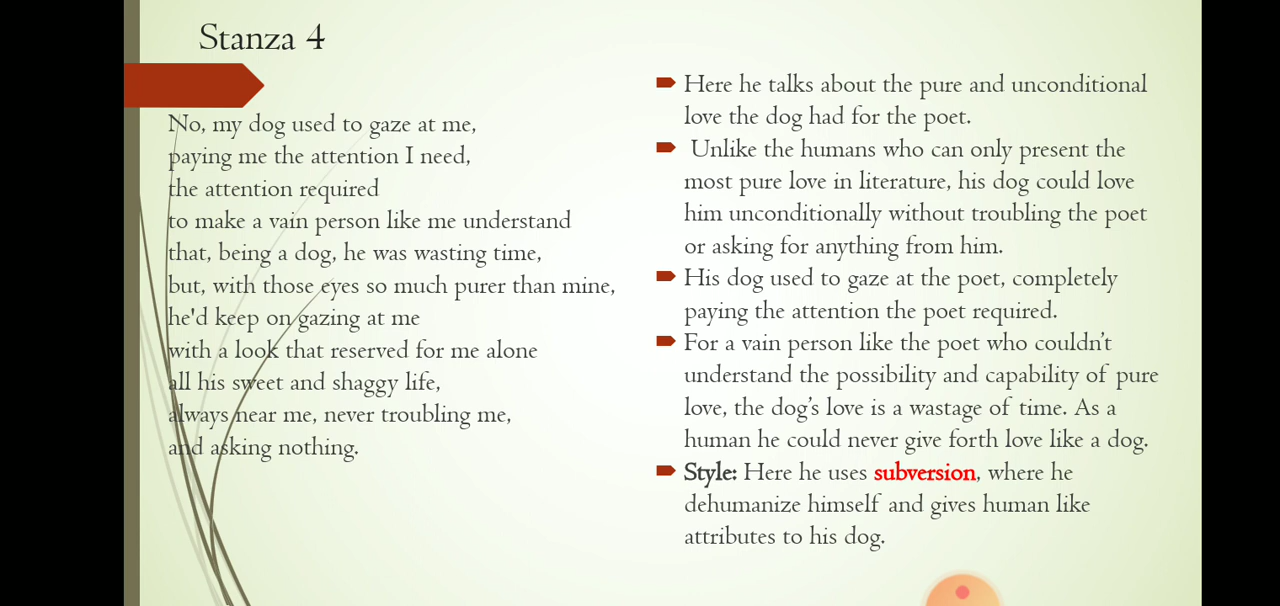 Stanza 4
No, my dog used to gaze at me,
paying me the attention I need,
the attention required
to make a vain person like me understand
that, being a dog, he was wasting time,
but, with those eyes so much purer than mine,
he'd keep on gazing at me
with a look that reserved for me alone
all his sweet and shaggy life,
always near me, never troubling me,
and asking nothing.
Here he talks about the pure and unconditional
love the dog had for the poet.
Unlike the humans who can only present the
most pure love in literature, his dog could love
him unconditionally without troubling the poet
or asking for anything from him.
His dog used to gaze at the poet, completely
paying the attention the poet required.
For a vain person like the poet who couldn't
understand the possibility and capability of pure
love, the dog's love is a wastage of time. As a
human he could never give forth love like a dog.
Style: Here he uses subversion, where he
dehumanize himself and gives human like
attributes to his dog.